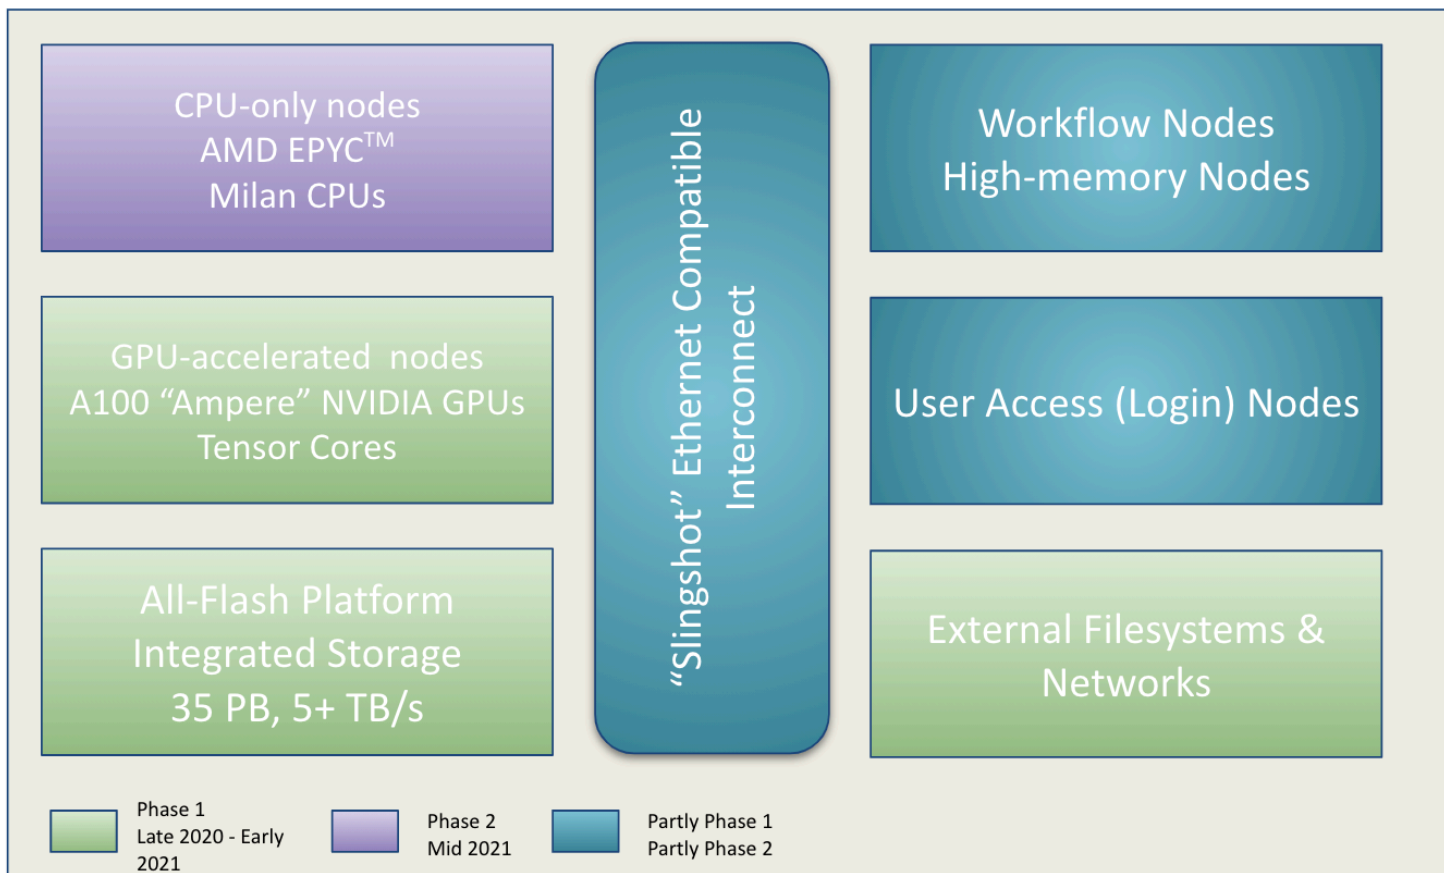 CPU-only nodes
AMD EPYC™
Milan CPUs
GPU-accelerated  nodes
A100 “Ampere” NVIDIA GPUs
Tensor Cores
All-Flash Platform
Integrated Storage
35 PB, 5+ TB/s
“Slingshot” Ethernet Compatible
Interconnect
Workflow Nodes
High-memory Nodes
User Access (Login) Nodes
External Filesystems &
Networks
Phase 1
Late 2020 - Early
2021
Phase 2
Mid 2021
Partly Phase 1
Partly Phase 2